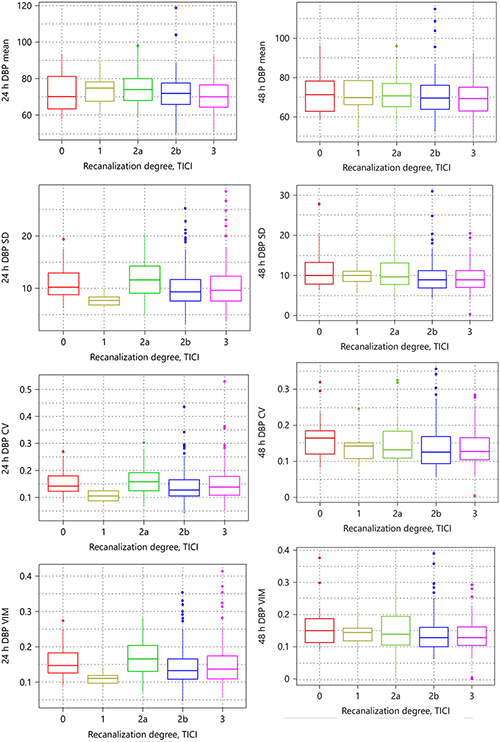 24 h DBP mean
120
100
80
60
0 1 2a 2b 3
Recanalization degree, TICI
48 h DBP mean
100
80
60
0 1 2a 2b 3
Recanalization degree, TICI
24 h DBP SD
20
10
0 1 2a 2b 3
Recanalization degree, TICI
48 h DBP SD
30
20
10
0
0 1 2a 2b 3
Recanalization degree, TICI
24 h DBP CV
0.5
0.4
0.3
0.2
0.1
0 1 2a 2b 3
Recanalization degree, TICI
48 h DBP CV
0.3
0.2
0.1
0
0 1 2a 2b 3
Recanalization degree, TICI
24 h DBP VIM
0.4
0.3
0.2
0.1
0 1 2a 2b 3
Recanalization degree, TICI
48 h DBP VIM
0.4
0.3
0.2
0.1
0
0 1 2a 2b 3
Recanalization degree, TICI